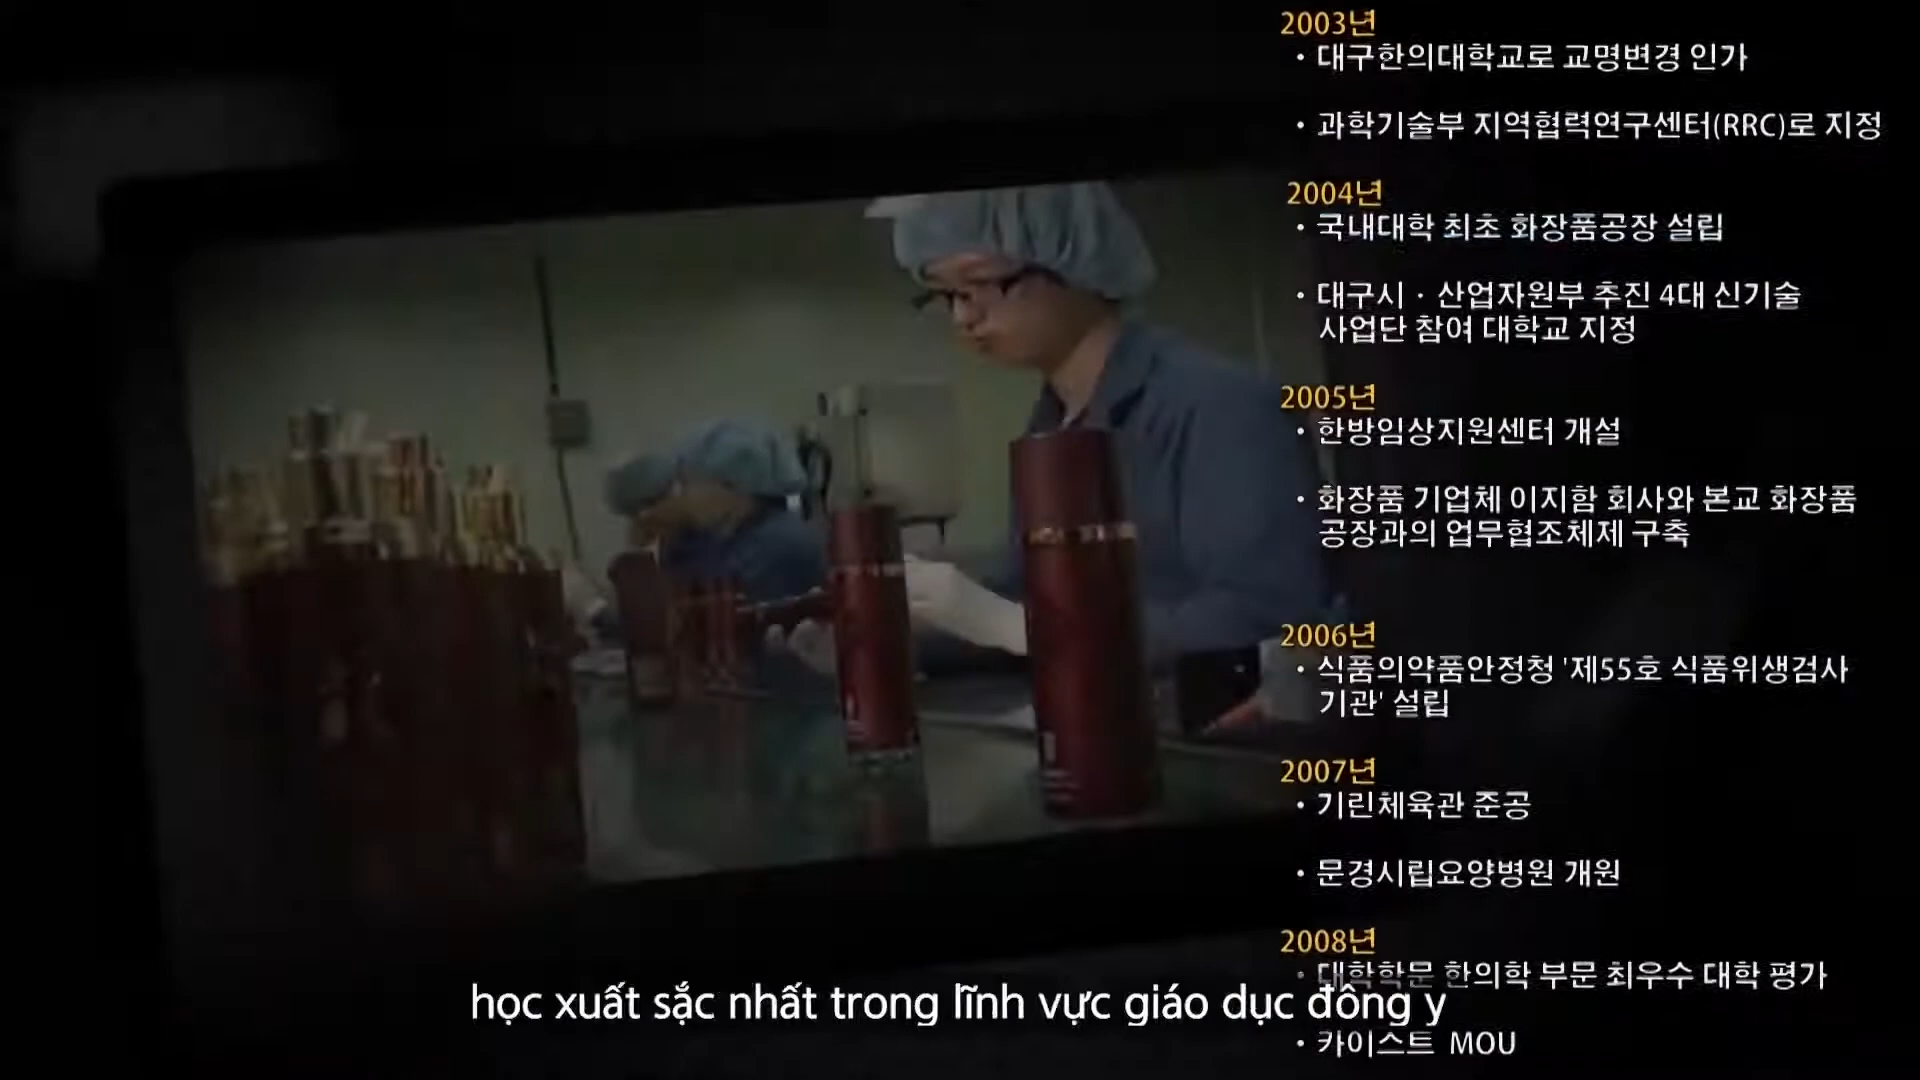 2003년
• 대구한의대학교로 교명변경 인가
• 과학기술부 지역협력연구센터(RRC)로 지정
2004년
• 국내대학 최초 화장품공장 설립
• 대구시 · 산업자원부 추진 4대 신기술
사업단 참여 대학교 지정
2005년
• 한방임상지원센터 개설
• 화장품 기업체 이지함 회사와 본교 화장품
공장과의 업무협조체제 구축
2006년
• 식품의약품안정청 '제55호 식품위생검사
기관' 설립
2007년
• 기린체육관 준공
• 문경시립요양병원 개원
2008년
• 대학학문 한의학 부문 최우수 대학 평가
học xuất sắc nhất trong lĩnh vực giáo dục đông y
• 카이스트 MOU